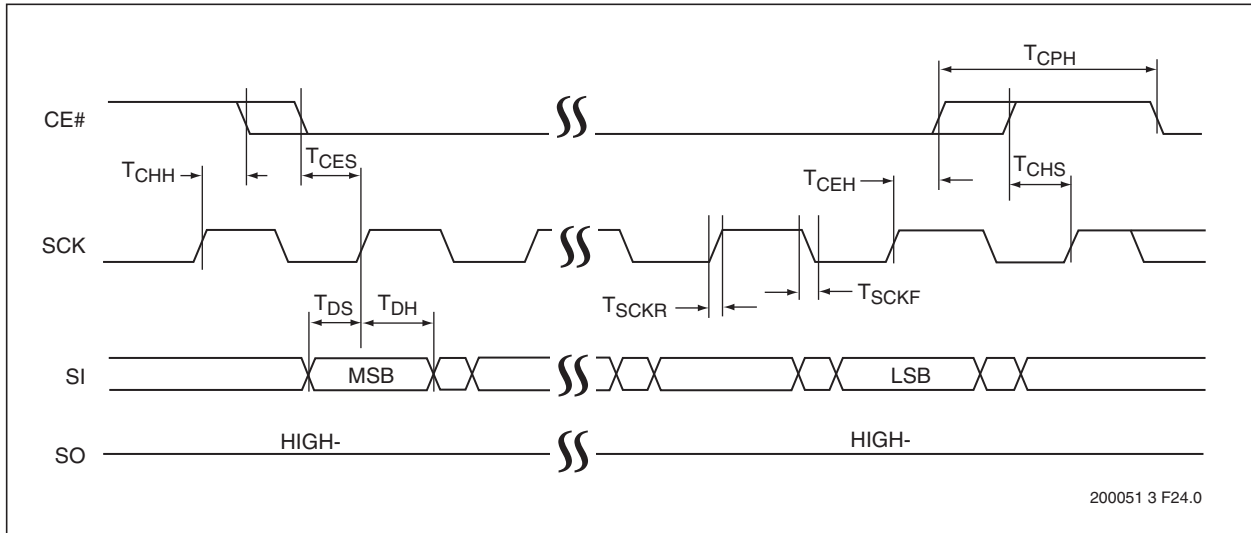 TCPH
CE#
TCES
TCHH
TCEH
TCHS
SCK
TSCKR
TSCKF
TDS
TDH
SI
MSB
LSB
SO
HIGH-
HIGH-
200051 3 F24.0